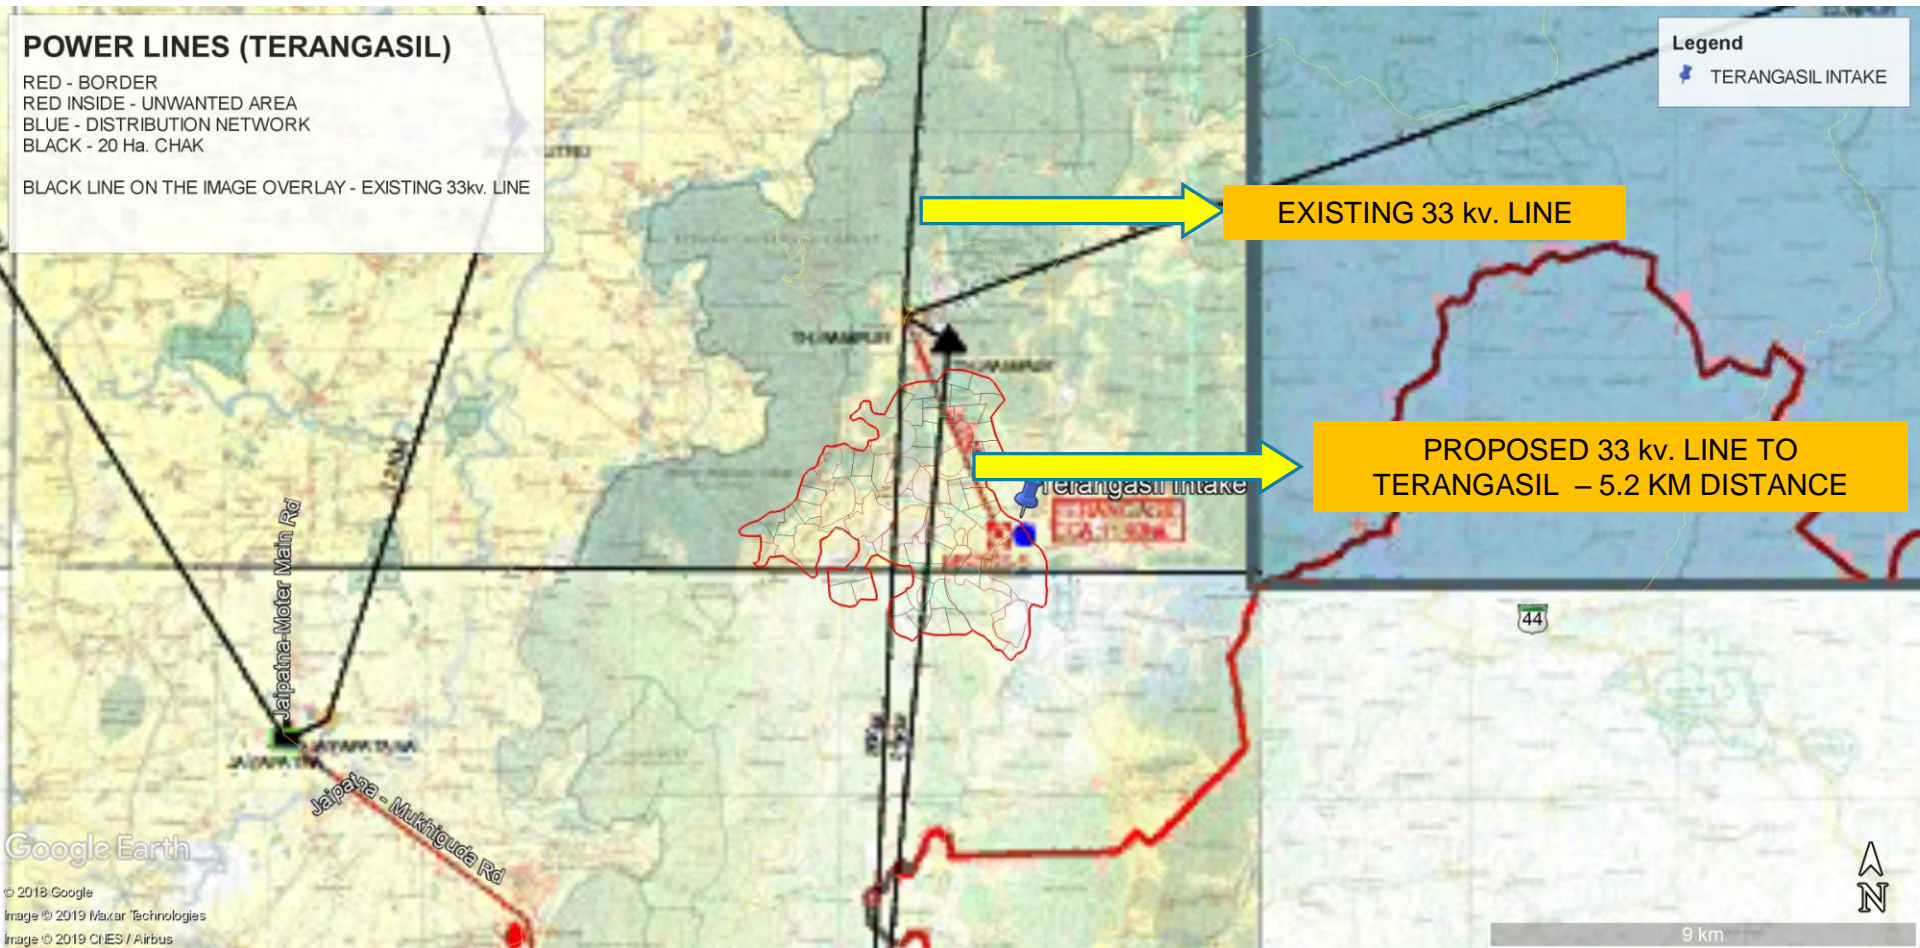 POWER LINES (TERANGASIL)
RED - BORDER
RED INSIDE - UNWANTED AREA
BLUE - DISTRIBUTION NETWORK
BLACK - 20 Ha. CHAK
BLACK LINE ON THE IMAGE OVERLAY - EXISTING 33kv. LINE
Legend
TERANGASIL INTAKE
EXISTING 33 kv. LINE
PROPOSED 33 kv. LINE TO
TERANGASIL – 5.2 KM DISTANCE
Terangasil Intake
Jaipatna-Moter Main Rd
Jaipatna - Mukhiguda Rd
44
Google Earth
© 2018 Google
Image © 2019 Maxar Technologies
Image © 2019 CNES / Airbus
N
9 km